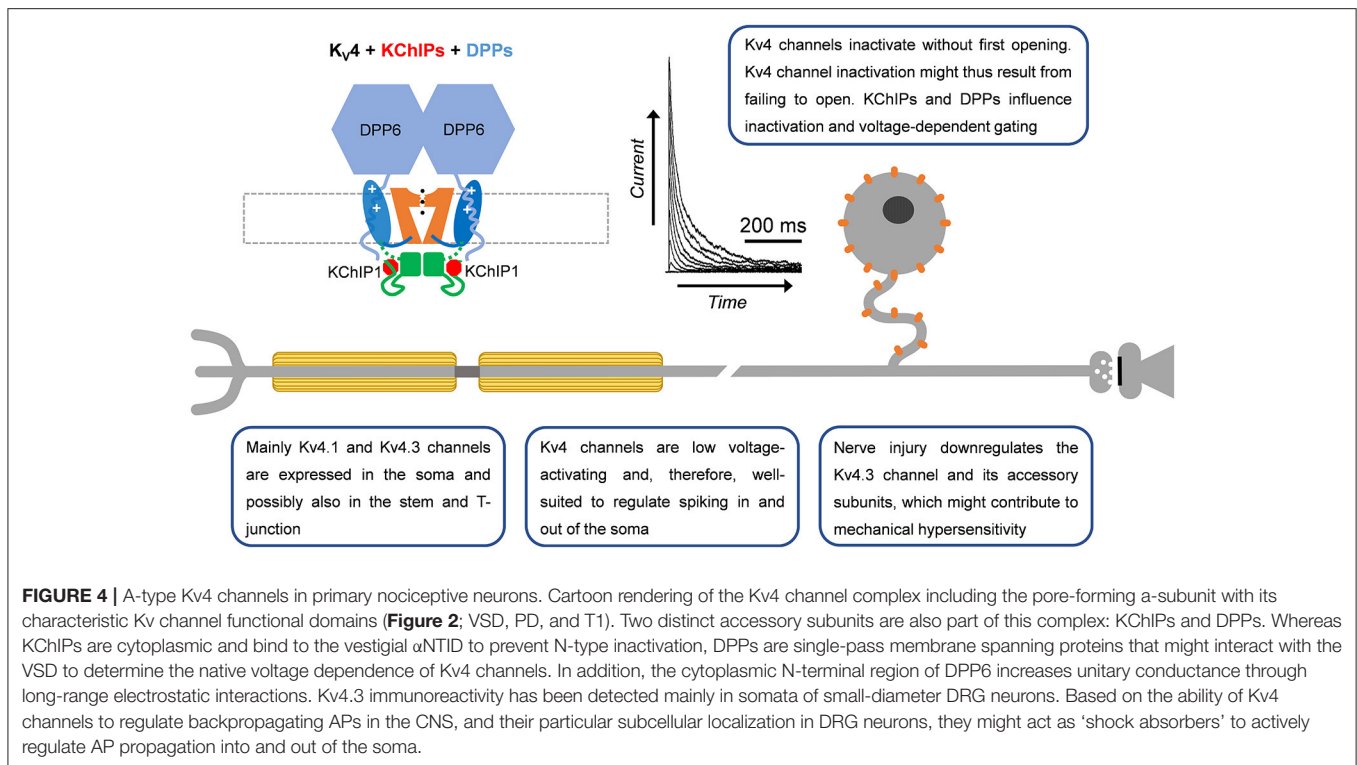 Kv4 + KChIPs + DPPs
DPP6
DPP6
KChIP1
KChIP1
+
+
+
+
Current
200 ms
Time
Kv4 channels inactivate without first opening.
Kv4 channel inactivation might thus result from
failing to open. KChIPs and DPPs influence
inactivation and voltage-dependent gating
Mainly Kv4.1 and Kv4.3 channels
are expressed in the soma and
possibly also in the stem and T-
junction
Kv4 channels are low voltage-
activating and, therefore, well-
suited to regulate spiking in and
out of the soma
Nerve injury downregulates the
Kv4.3 channel and its accessory
subunits, which might contribute to
mechanical hypersensitivity
FIGURE 4 | A-type Kv4 channels in primary nociceptive neurons. Cartoon rendering of the Kv4 channel complex including the pore-forming a-subunit with its
characteristic Kv channel functional domains (Figure 2; VSD, PD, and T1). Two distinct accessory subunits are also part of this complex: KChIPs and DPPs. Whereas
KChIPs are cytoplasmic and bind to the vestigial αNTID to prevent N-type inactivation, DPPs are single-pass membrane spanning proteins that might interact with the
VSD to determine the native voltage dependence of Kv4 channels. In addition, the cytoplasmic N-terminal region of DPP6 increases unitary conductance through
long-range electrostatic interactions. Kv4.3 immunoreactivity has been detected mainly in somata of small-diameter DRG neurons. Based on the ability of Kv4
channels to regulate backpropagating APs in the CNS, and their particular subcellular localization in DRG neurons, they might act as ‘shock absorbers’ to actively
regulate AP propagation into and out of the soma.